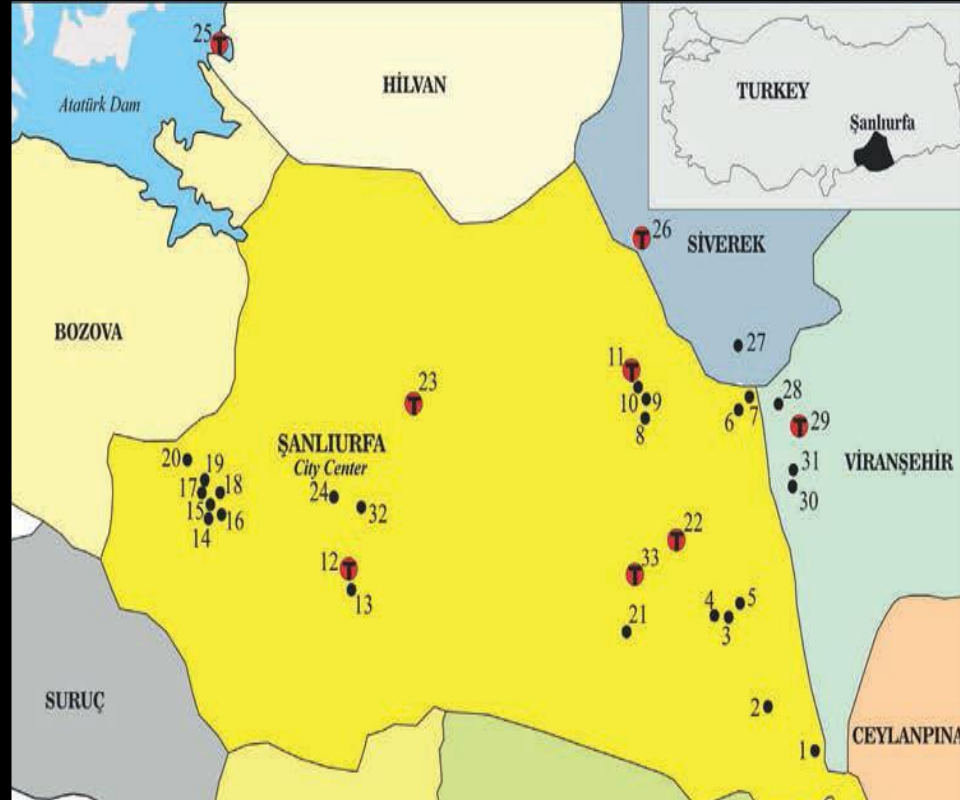 25 T
HİLVAN
TURKEY
Atatürk Dam
Şanlıurfa
T 26
SİVEREK
BOZOVA
27
11 T
23
T
10 9
8
6 7
28
T 29
ŞANLIURFA
City Center
VİRANŞEHİR
20
19
17 18
15 16
14
24
32
31
30
22
T
12 T
33
T
13
21
4 5
3
SURUÇ
2
1
CEYLANPINA